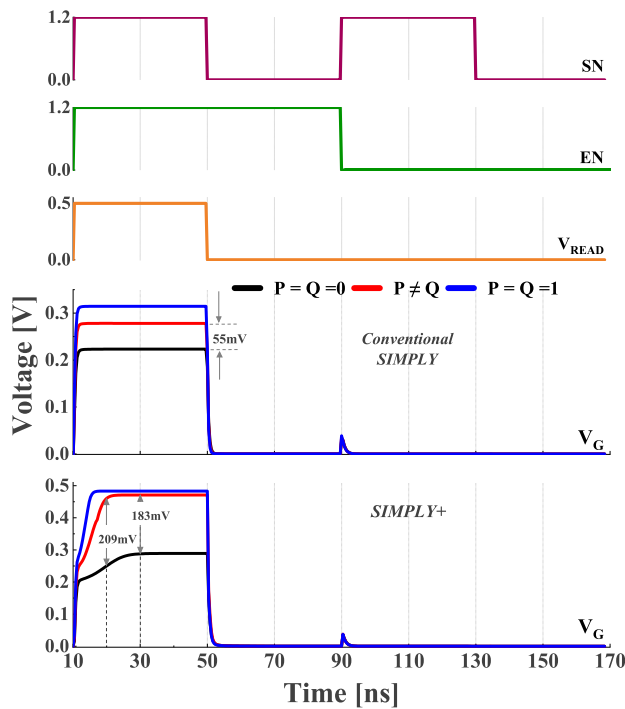 1.2
0.0
SN
1.2
0.0
EN
0.5
0.0
VREAD
P = Q =0 P ≠ Q P = Q =1
0.3
0.2
0.1
0.0
55mV
Conventional
SIMPLY
VG
Voltage [V]
0.5
0.4
0.3
0.2
0.1
0.0
183mV
209mV
SIMPLY+
VG
10 30 50 70 90 110 130 150 170
Time [ns]